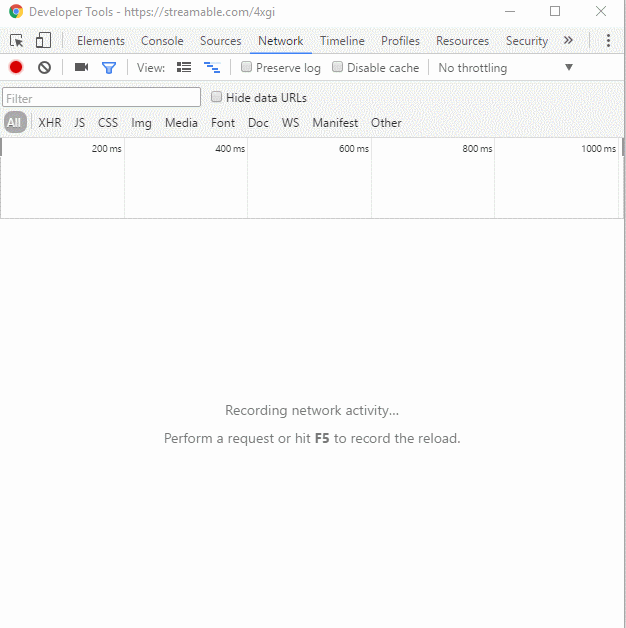 Developer Tools - https://streamable.com/4xgi
Elements Console Sources Network Timeline Profiles Resources Security »
View: Preserve log Disable cache No throttling
Filter Hide data URLs
All XHR JS CSS Img Media Font Doc WS Manifest Other
200 ms 400 ms 600 ms 800 ms 1000 ms
Recording network activity...
Perform a request or hit F5 to record the reload.